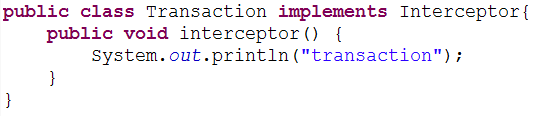 public class Transaction implements Interceptor{
    public void interceptor() {
        System.out.println("transaction");
    }
}